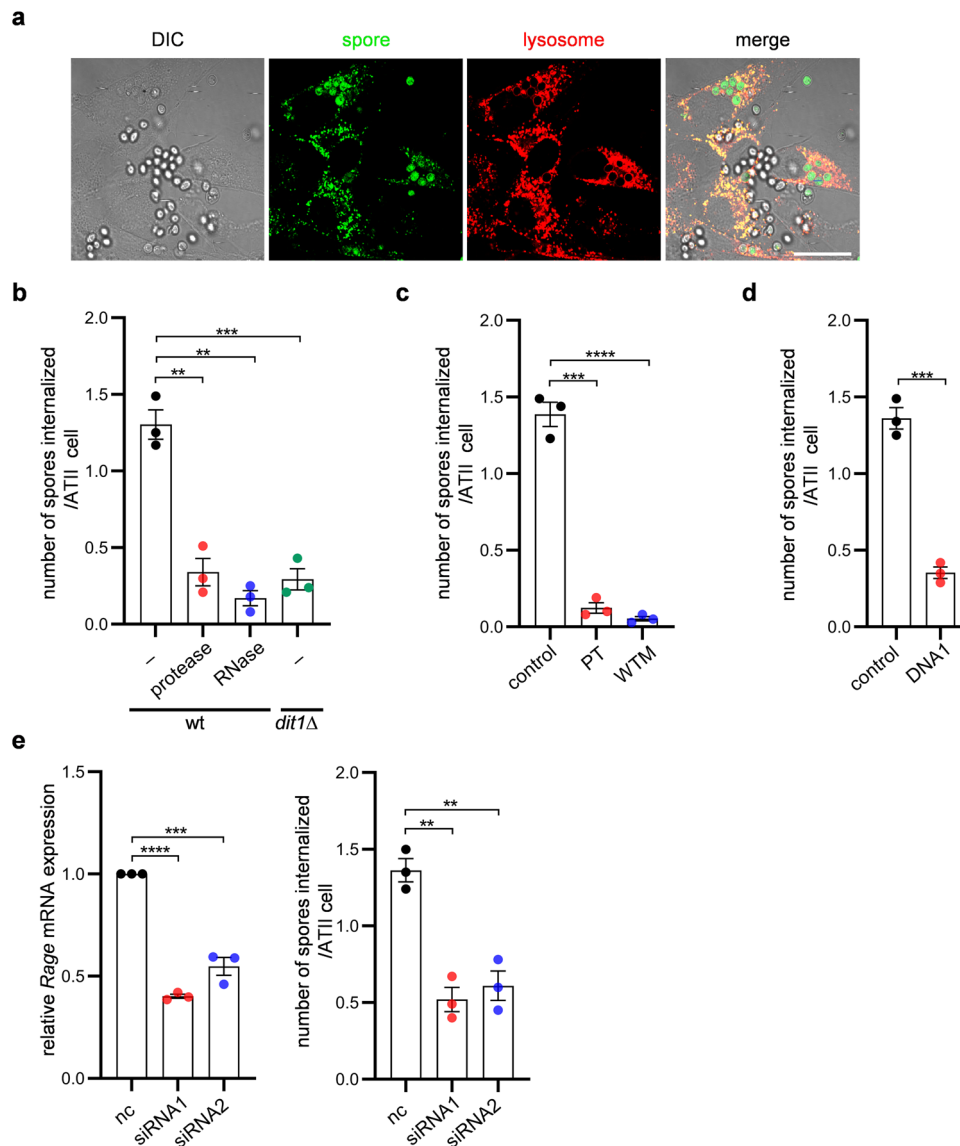 a
DIC
spore
lysosome
merge
b
number of spores internalized
/ATII cell
2.0
1.5
1.0
0.5
0.0
***
**
**
–
protease
RNase
–
wt
dit1Δ
c
number of spores internalized
/ATII cell
2.0
1.5
1.0
0.5
0.0
****
***
control
PT
WTM
d
number of spores internalized
/ATII cell
2.0
1.5
1.0
0.5
0.0
***
control
DNA1
e
relative Rage mRNA expression
1.5
1.0
0.5
0.0
***
****
nc
siRNA1
siRNA2
number of spores internalized
/ATII cell
2.0
1.5
1.0
0.5
0.0
**
**
nc
siRNA1
siRNA2